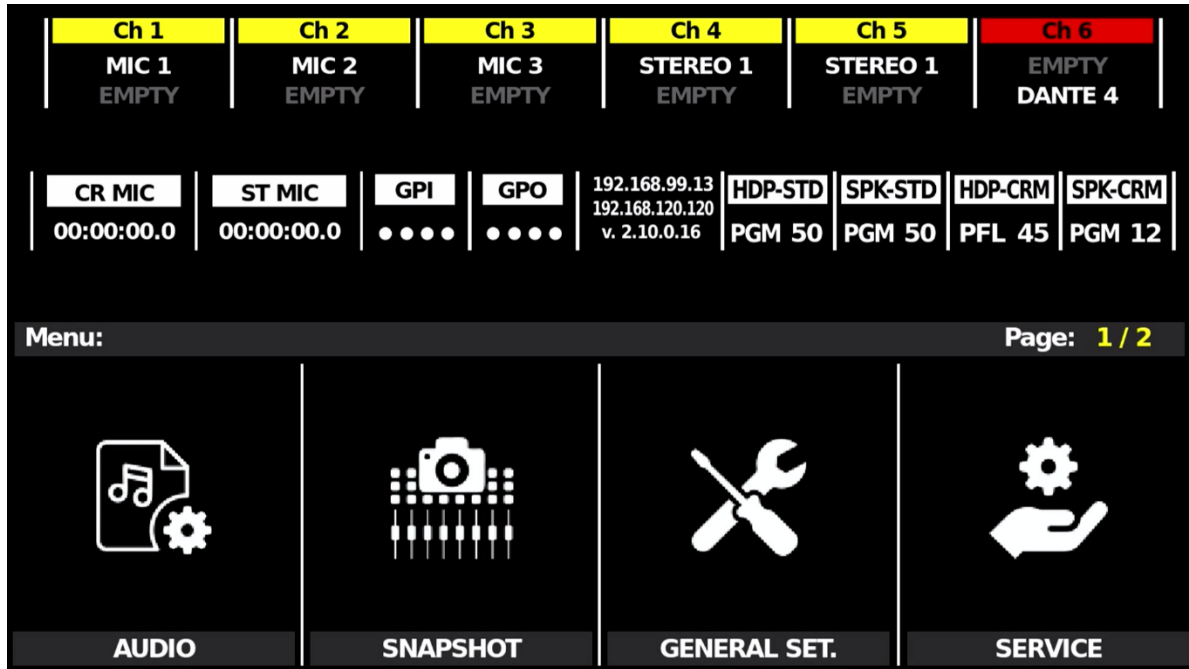 Ch 1 Ch 2 Ch 3 Ch 4 Ch 5 Ch 6
MIC 1 MIC 2 MIC 3 STEREO 1 STEREO 1 EMPTY
EMPTY EMPTY EMPTY EMPTY EMPTY DANTE 4
CR MIC ST MIC GPI GPO 192.168.99.13 HDP-STD SPK-STD HDP-CRM SPK-CRM
192.168.120.120
00:00:00.0 00:00:00.0 v. 2.10.0.16 PGM 50 PGM 50 PFL 45 PGM 12
Menu: Page: 1 / 2
AUDIO SNAPSHOT GENERAL SET. SERVICE